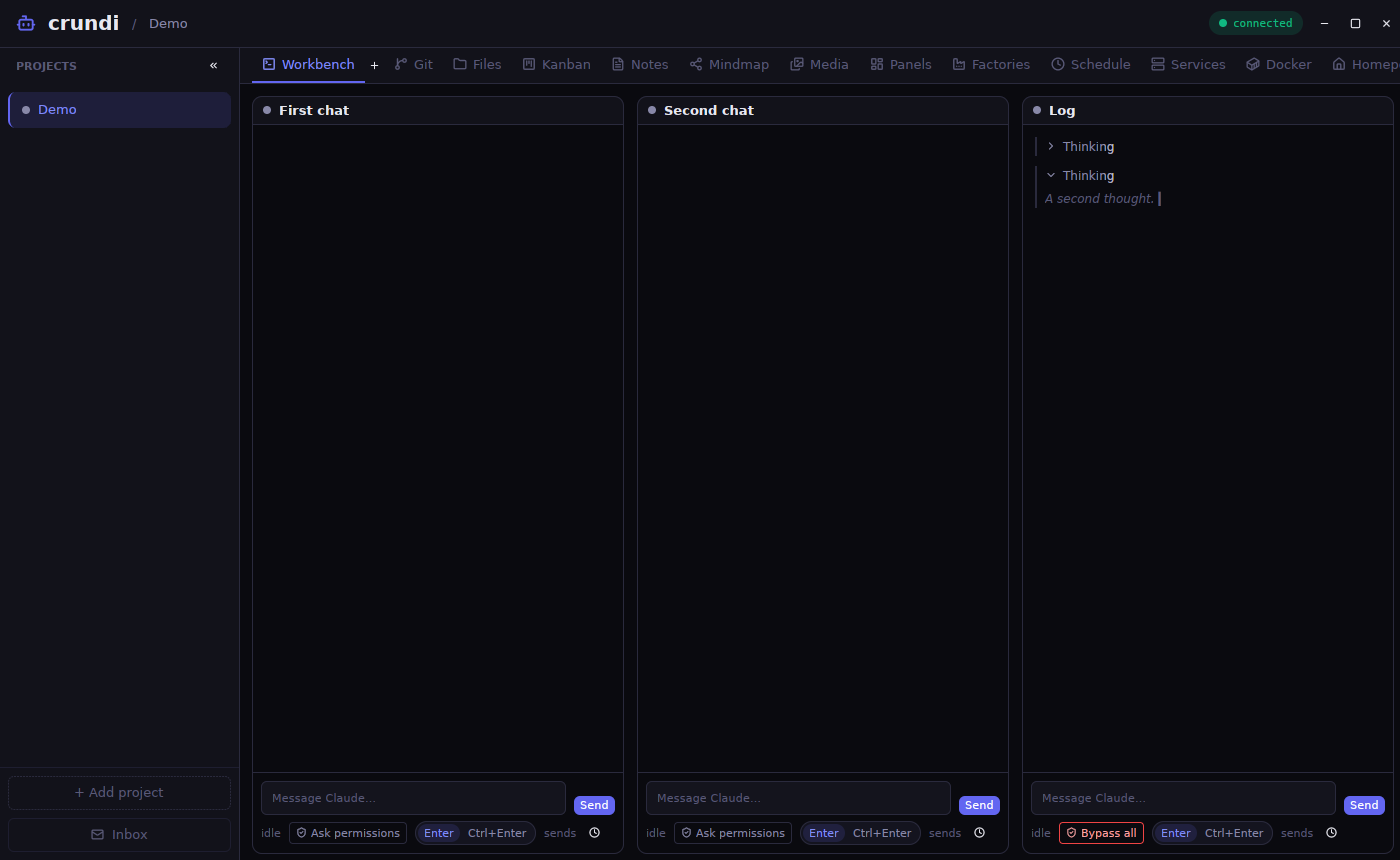 crundi / Demo
connected
PROJECTS «
Workbench + Git Files Kanban Notes Mindmap Media Panels Factories Schedule Services Docker Homep
Demo
First chat
Second chat
Log
Thinking
Thinking
A second thought.
Message Claude...
Send
idle Ask permissions Enter Ctrl+Enter sends
Message Claude...
Send
idle Ask permissions Enter Ctrl+Enter sends
Message Claude...
Send
idle Bypass all Enter Ctrl+Enter sends
+ Add project
Inbox